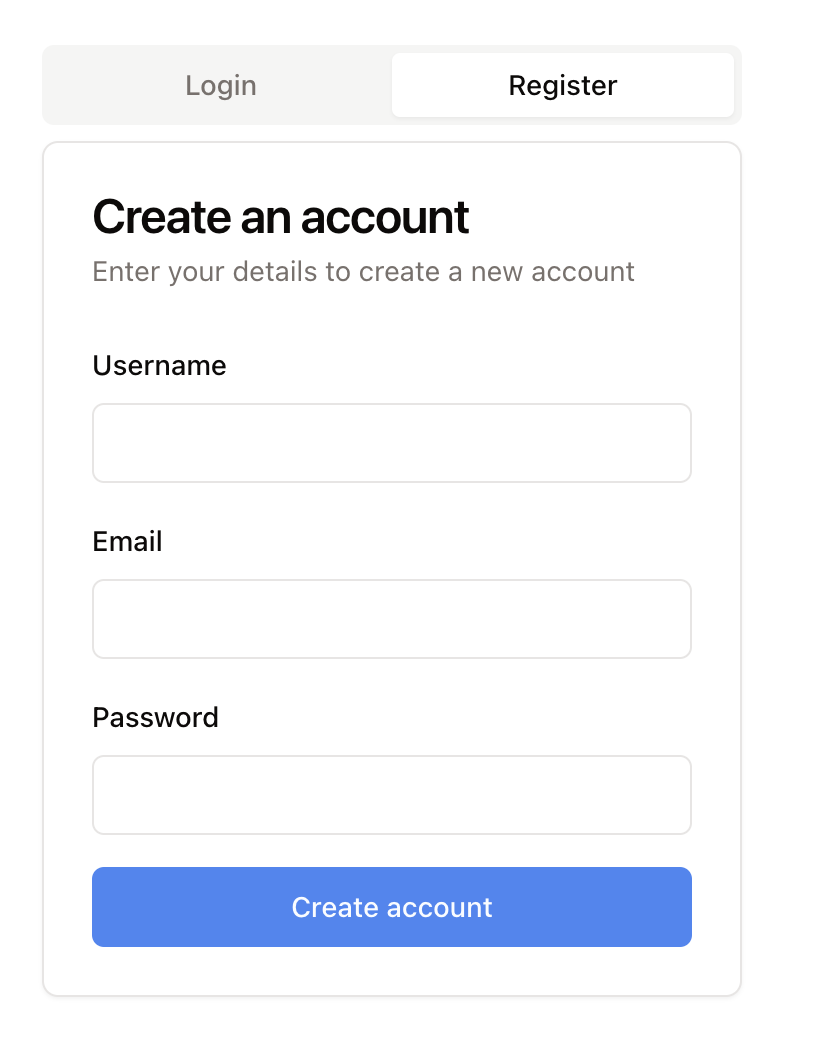 Login
Register
Create an account
Enter your details to create a new account
Username
Email
Password
Create account